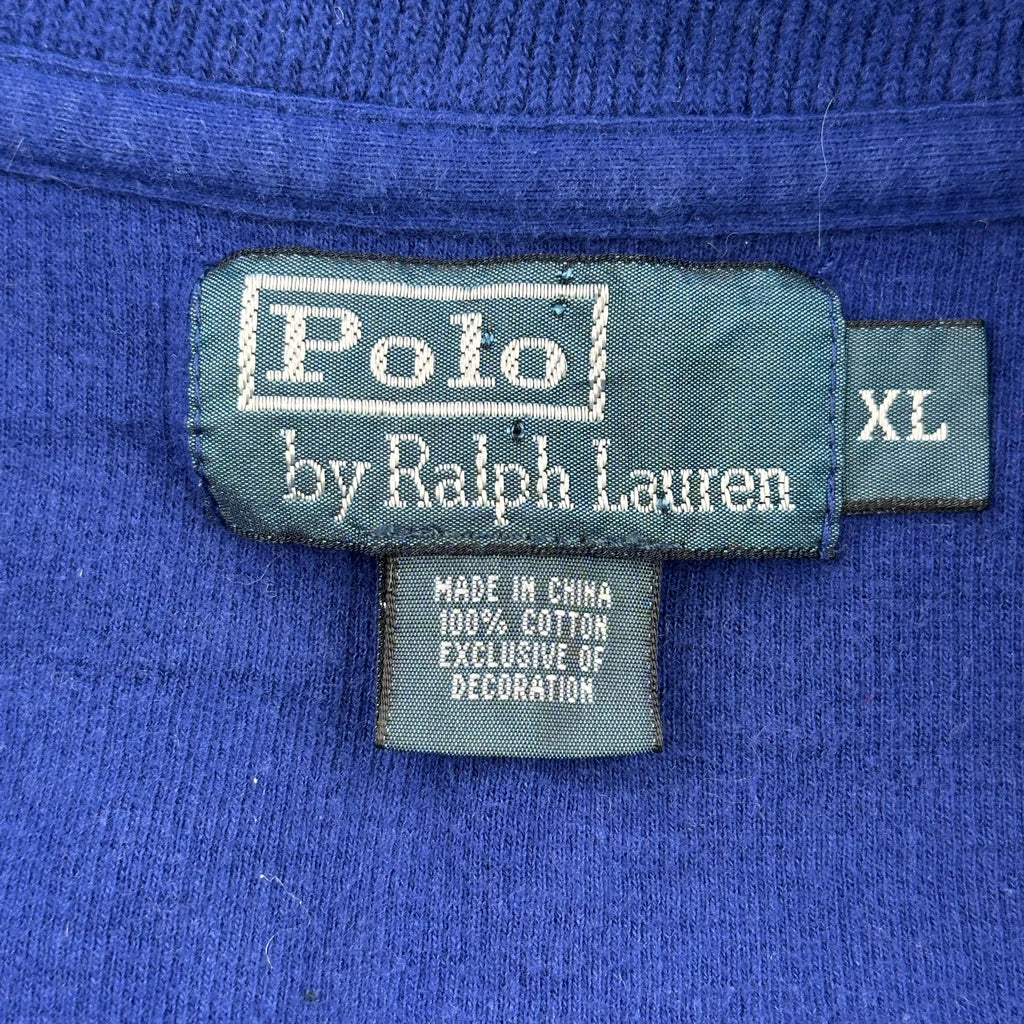 Polo
by Ralph Lauren
XL
MADE IN CHINA
100% COTTON
EXCLUSIVE OF
DECORATION